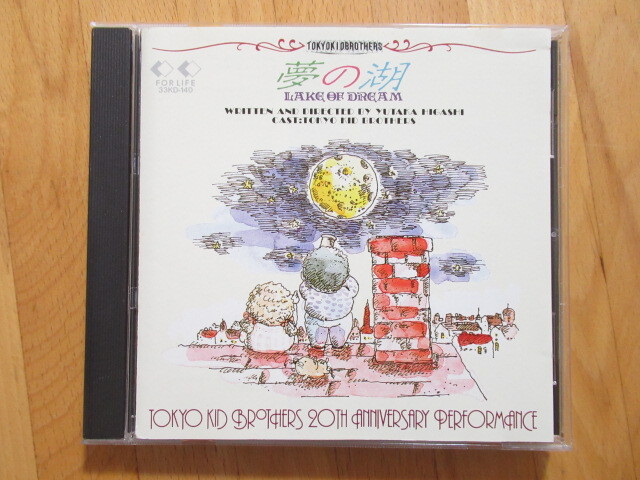 TOKYO KID BROTHERS
FOR LIFE
33KD-140
夢の湖
LAKE OF DREAM
WRITTEN AND DIRECTED BY YUTAKA HIGASHI
CAST:TOKYO KID BROTHERS
TOKYO KID BROTHERS 20TH ANNIVERSARY PERFORMANCE